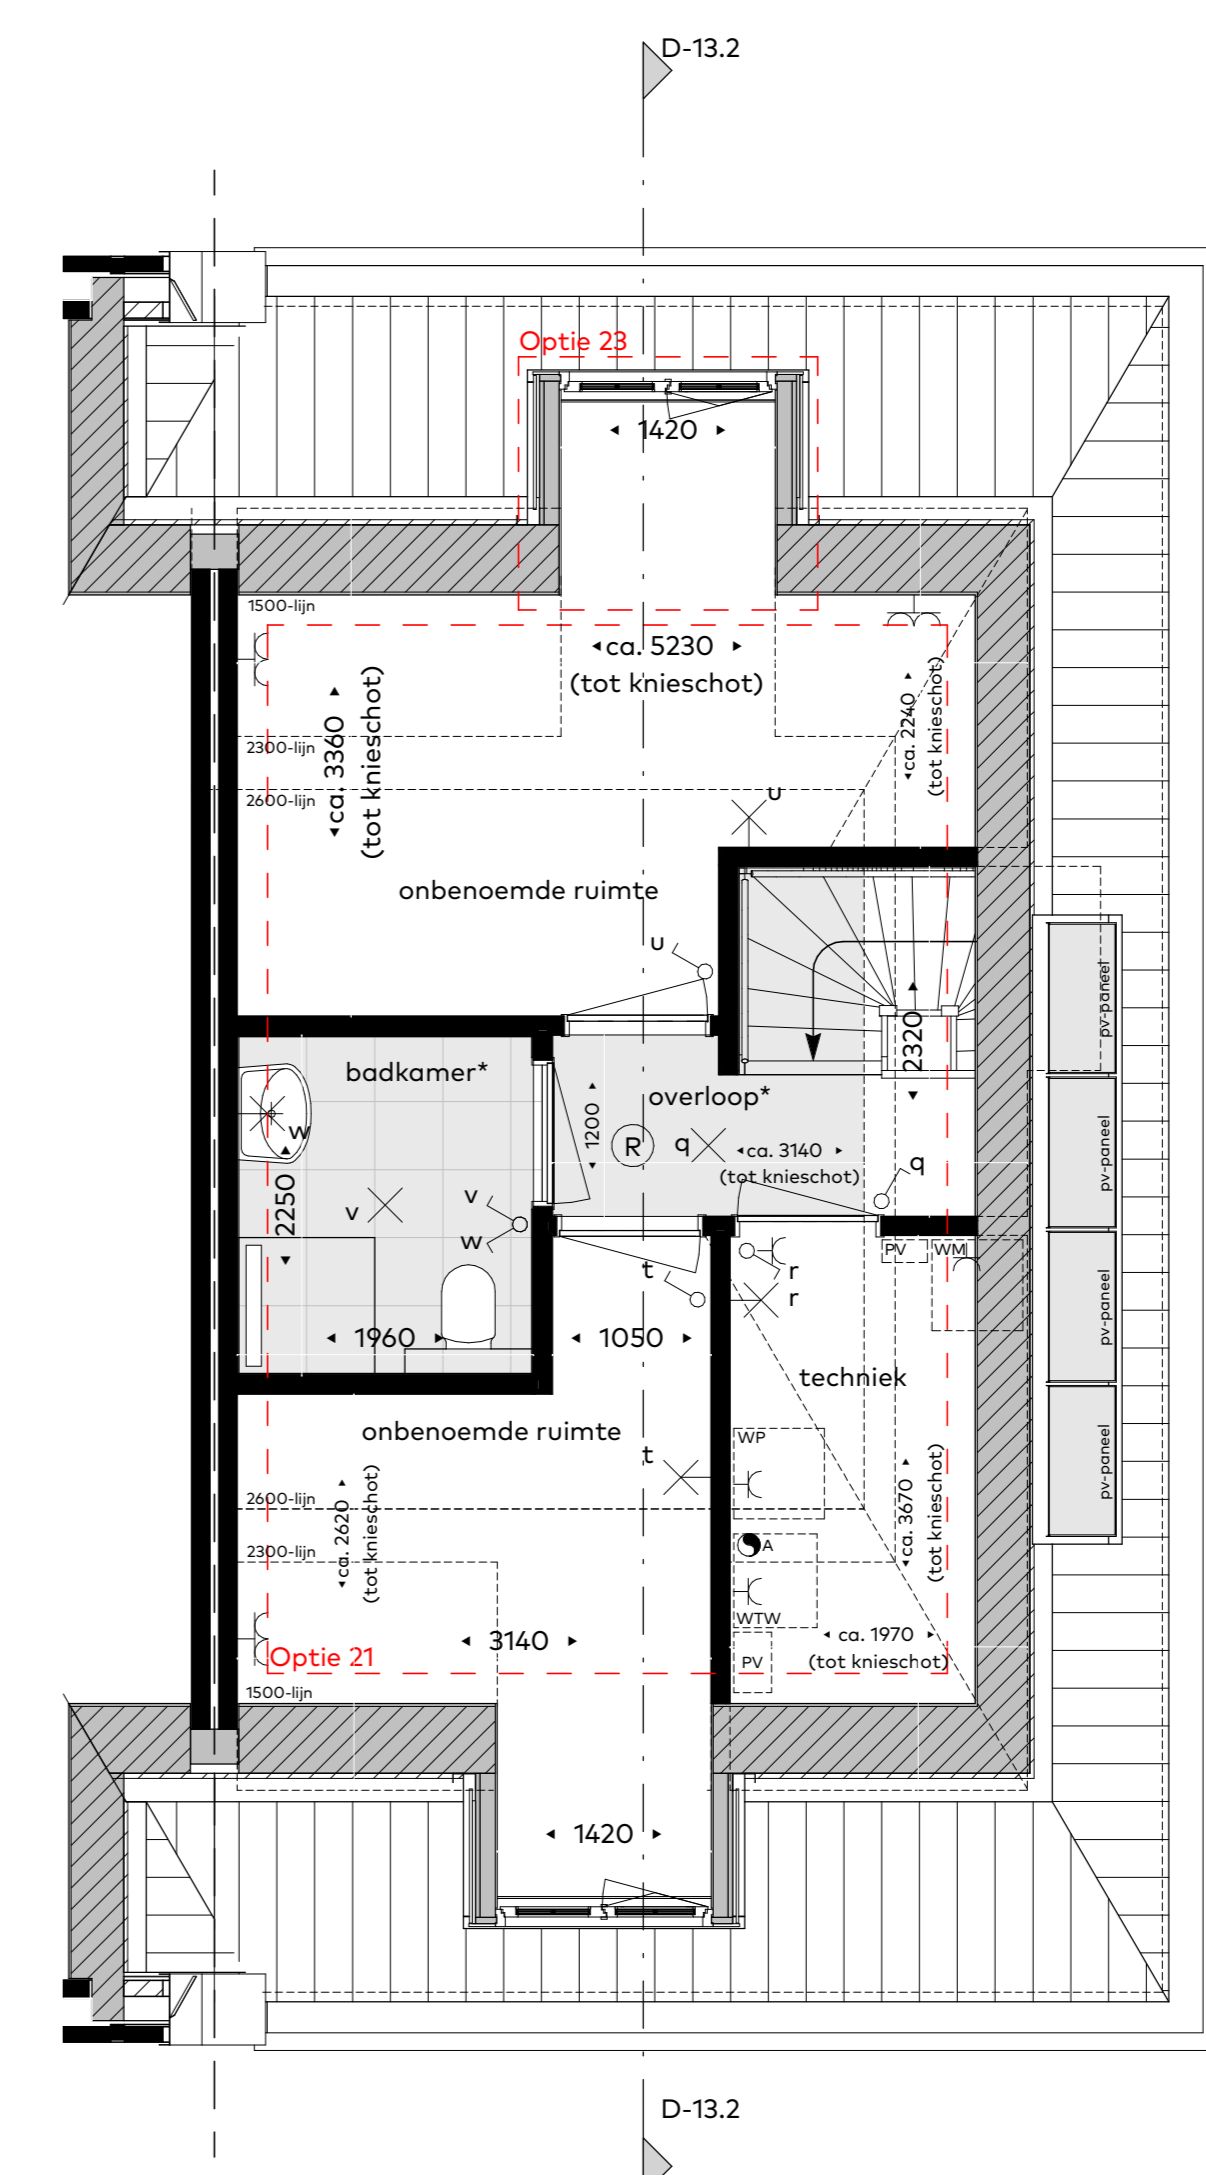 D-13.2
Optie 23
1420
1500-lijn
ca. 5230
(tot knieschot)
ca. 3360
(tot knieschot)
ca. 2240
(tot knieschot)
2300-lijn
2600-lijn
u
onbenoemde ruimte
u
pv-paneel
2320
badkamer*
overloop*
1200
R
q
ca. 3140
(tot knieschot)
q
pv-paneel
w
2250
v
v
w
t
r
r
PV
WM
pv-paneel
1960
1050
techniek
onbenoemde ruimte
t
WP
pv-paneel
2600-lijn
ca. 2620
(tot knieschot)
ca. 3670
(tot knieschot)
2300-lijn
A
WTW
3140
ca. 1970
(tot knieschot)
Optie 21
PV
1500-lijn
1420
D-13.2